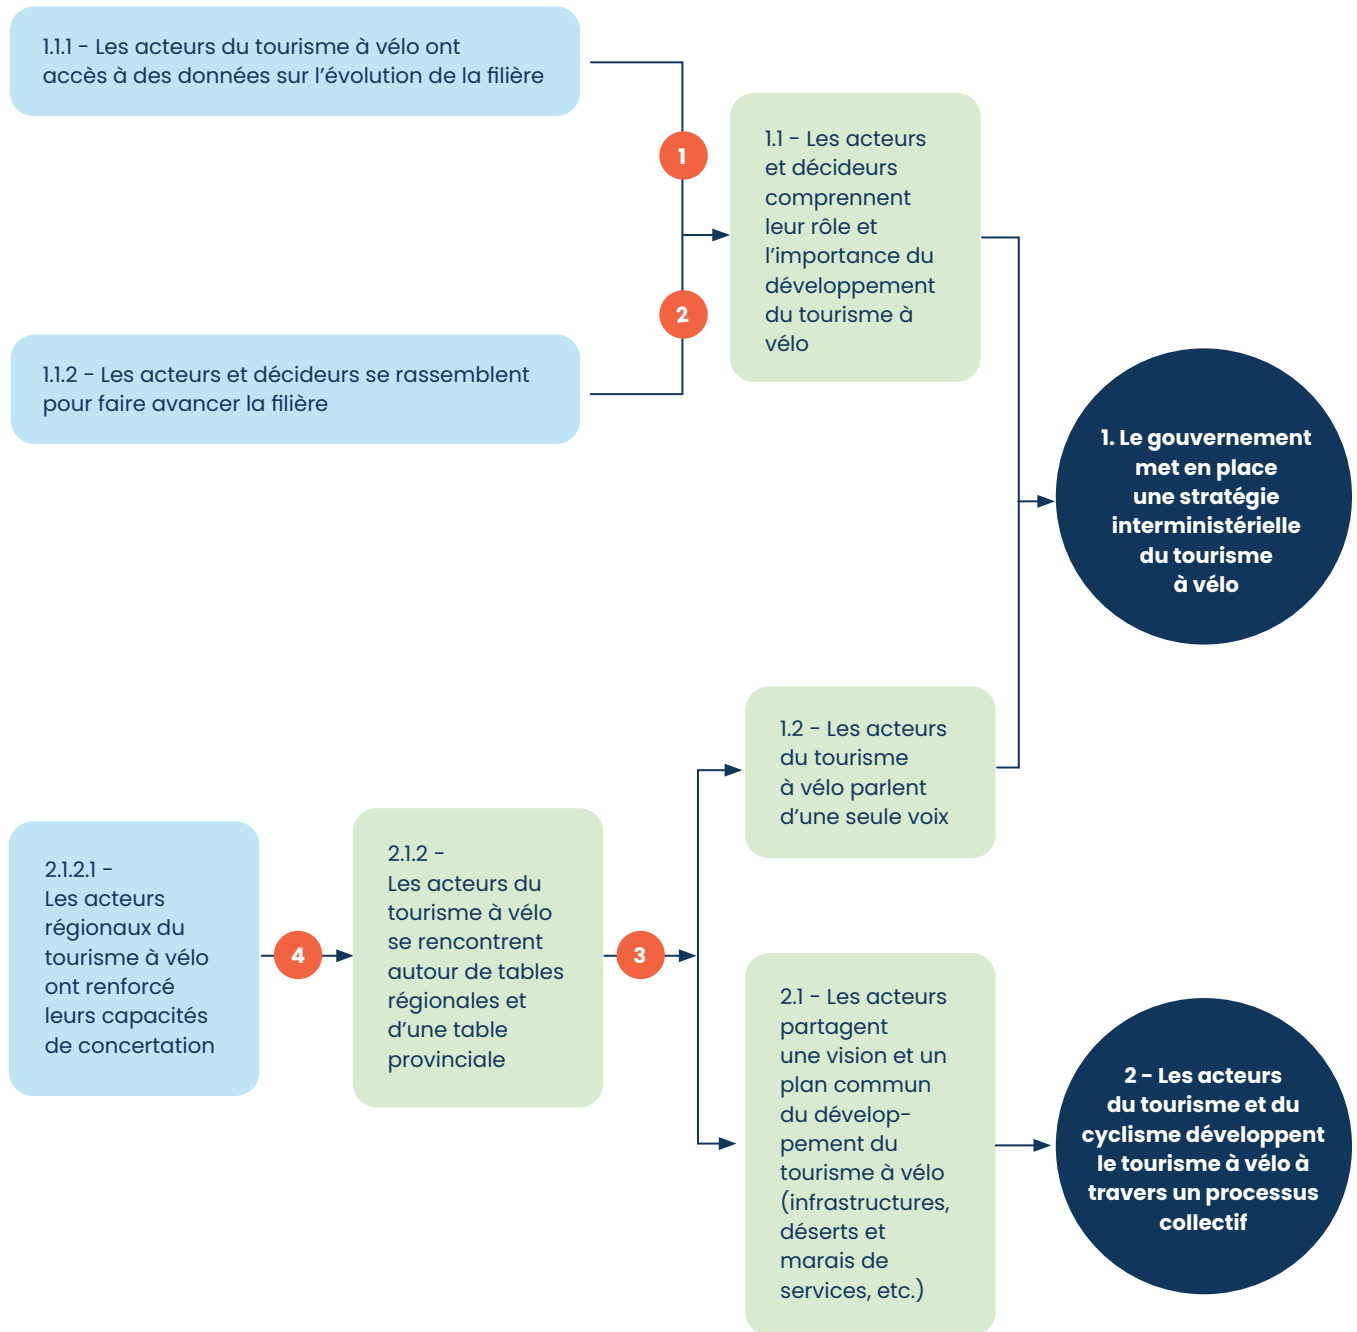 1.1.1 - Les acteurs du tourisme à vélo ont
accès à des données sur l’évolution de la filière
1
1.1 - Les acteurs
et décideurs
comprennent
leur rôle et
l’importance du
développement
du tourisme à
vélo
2
1.1.2 - Les acteurs et décideurs se rassemblent
pour faire avancer la filière
1. Le gouvernement
met en place
une stratégie
interministérielle
du tourisme
à vélo
1.2 - Les acteurs
du tourisme
à vélo parlent
d’une seule voix
2.1.2.1 -
Les acteurs
régionaux du
tourisme à vélo
ont renforcé
leurs capacités
de concertation
4
2.1.2 -
Les acteurs du
tourisme à vélo
se rencontrent
autour de tables
régionales et
d’une table
provinciale
3
2.1 - Les acteurs
partagent
une vision et un
plan commun
du dévelop-
pement du
tourisme à vélo
(infrastructures,
déserts et
marais de
services, etc.)
2 - Les acteurs
du tourisme et du
cyclisme développent
le tourisme à vélo à
travers un processus
collectif